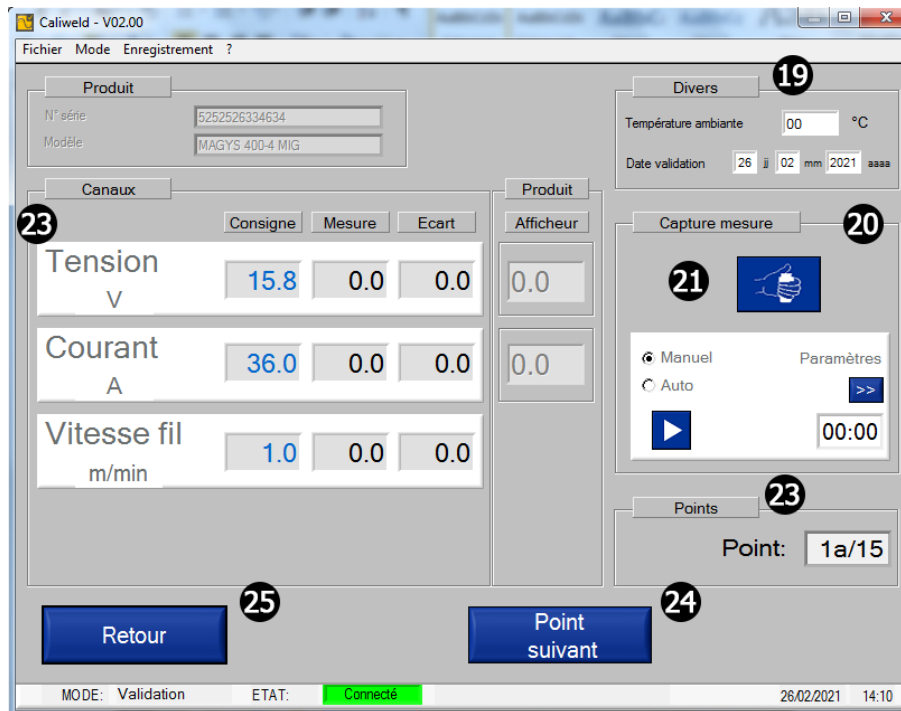 Caliweld - V02.00
Fichier Mode Enregistrement ?
Produit
N° série 5252526334634
Modèle MAGYS 400-4 MIG
Divers 19
Température ambiante 00 °C
Date validation 26 jj 02 mm 2021 aaaa
Canaux
23
Consigne Mesure Ecart
Tension
V
15.8 0.0 0.0
Courant
A
36.0 0.0 0.0
Vitesse fil
m/min
1.0 0.0 0.0
Produit
Afficheur
0.0
0.0
Capture mesure 20
21
Manuel Paramètres
Auto >>
00:00
Points 23
Point: 1a/15
Retour 25
Point
suivant 24
MODE: Validation ETAT: Connecté 26/02/2021 14:10